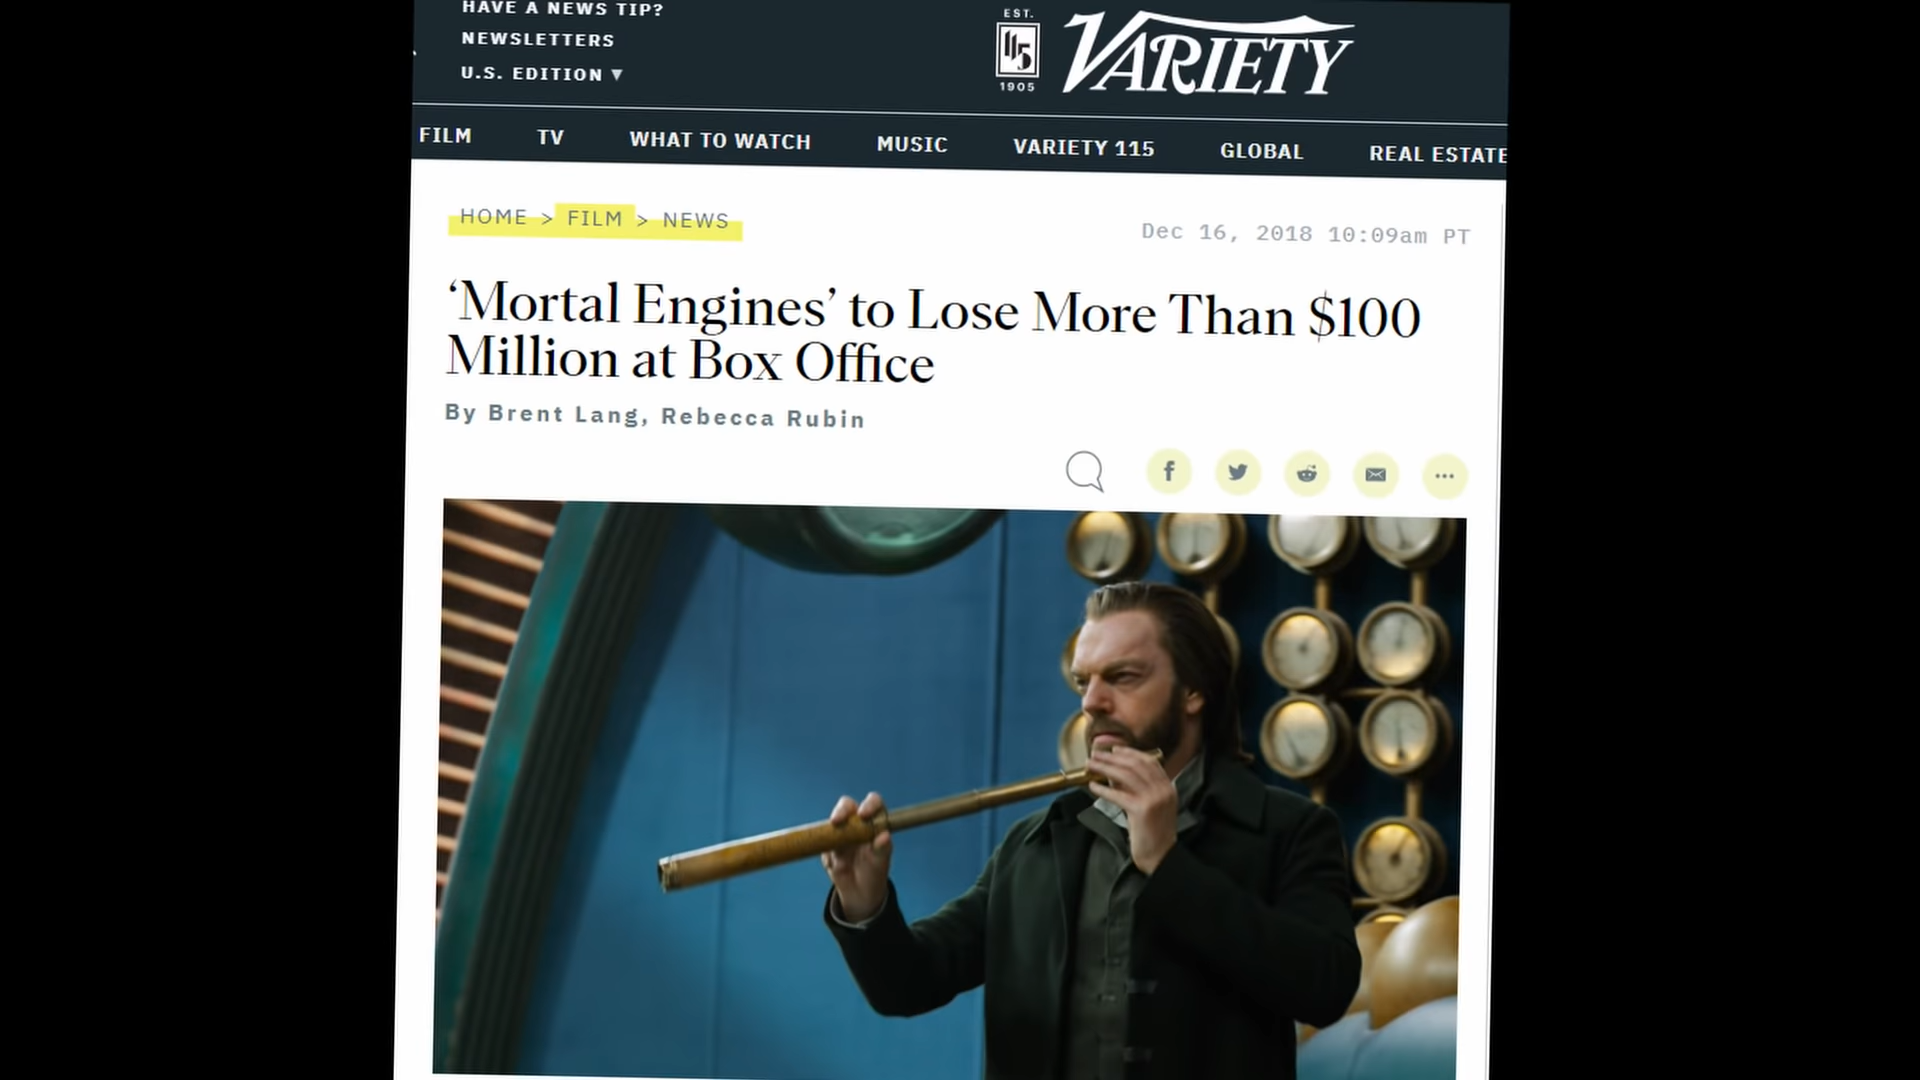 HAVE A NEWS TIP?
NEWSLETTERS
U.S. EDITION ▼
EST.
115
1905
VARIETY
FILM TV WHAT TO WATCH MUSIC VARIETY 115 GLOBAL REAL ESTATE
HOME > FILM > NEWS
Dec 16, 2018 10:09am PT
‘Mortal Engines’ to Lose More Than $100
Million at Box Office
By Brent Lang, Rebecca Rubin